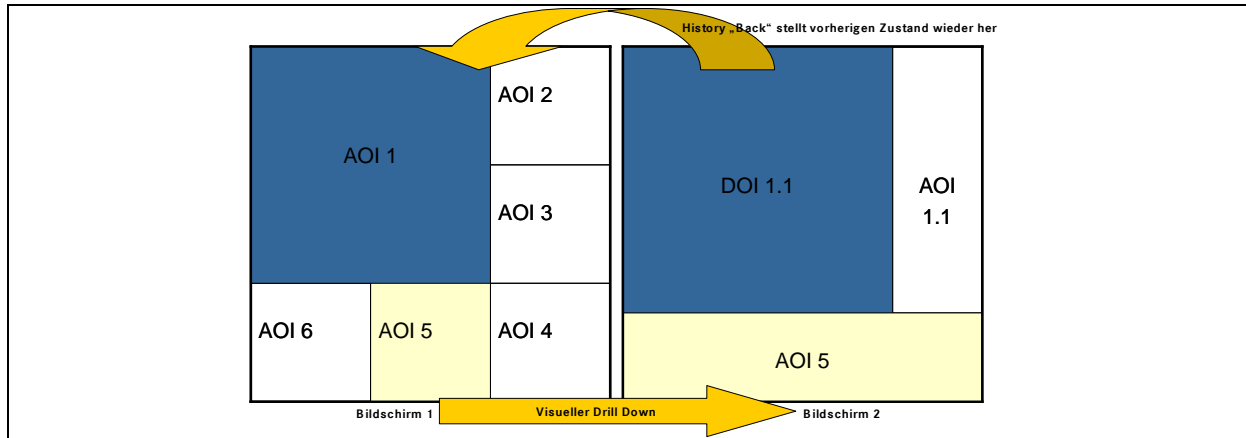 History „Back“ stellt vorherigen Zustand wieder her
AOI 1
AOI 2
AOI 3
AOI 6
AOI 5
AOI 4
DOI 1.1
AOI
1.1
AOI 5
Bildschirm 1
Visueller Drill Down
Bildschirm 2